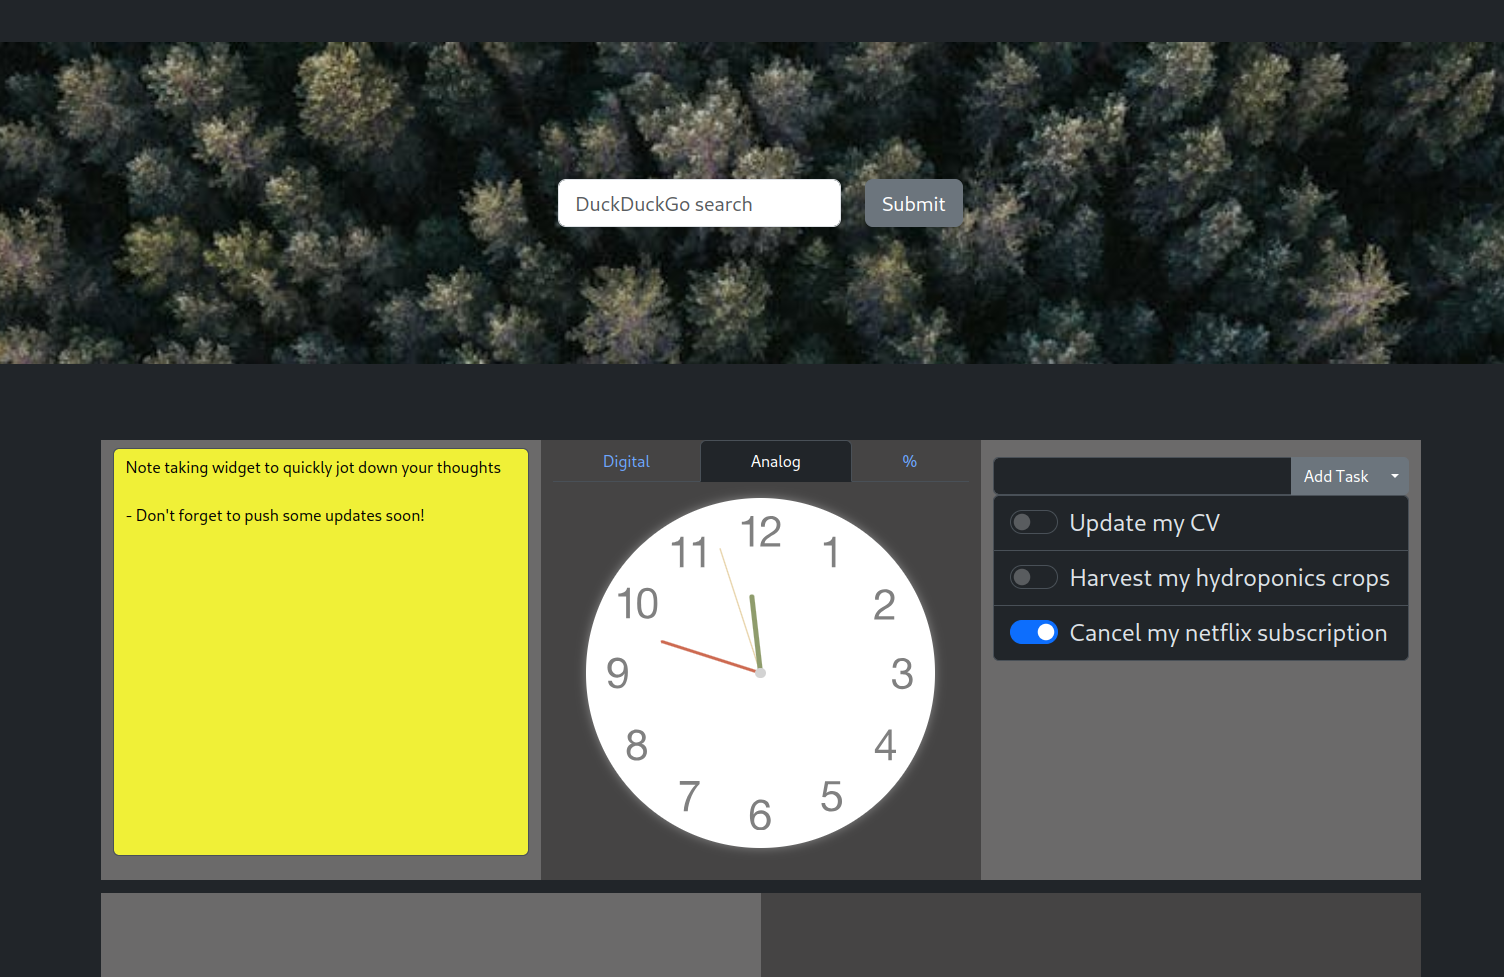 DuckDuckGo search
Submit
Note taking widget to quickly jot down your thoughts
- Don't forget to push some updates soon!
Digital
Analog
%
12
1
2
3
4
5
6
7
8
9
10
11
Add Task
Update my CV
Harvest my hydroponics crops
Cancel my netflix subscription